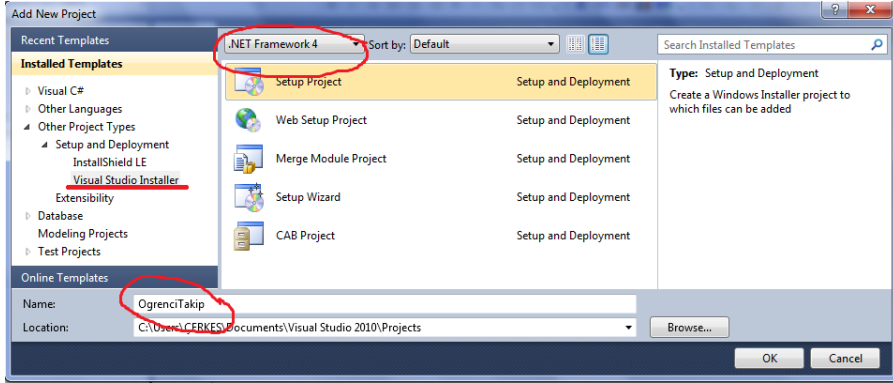 Add New Project
Recent Templates
.NET Framework 4 Sort by: Default Search Installed Templates
Installed Templates
Visual C#
Other Languages
Other Project Types
Setup and Deployment
InstallShield LE
Visual Studio Installer
Extensibility
Database
Modeling Projects
Test Projects
Online Templates
Setup Project Setup and Deployment
Web Setup Project Setup and Deployment
Merge Module Project Setup and Deployment
Setup Wizard Setup and Deployment
CAB Project Setup and Deployment
Type: Setup and Deployment
Create a Windows Installer project to
which files can be added
Name: OgrenciTakip
Location: C:\Users\ÇERKES\Documents\Visual Studio 2010\Projects Browse...
OK Cancel